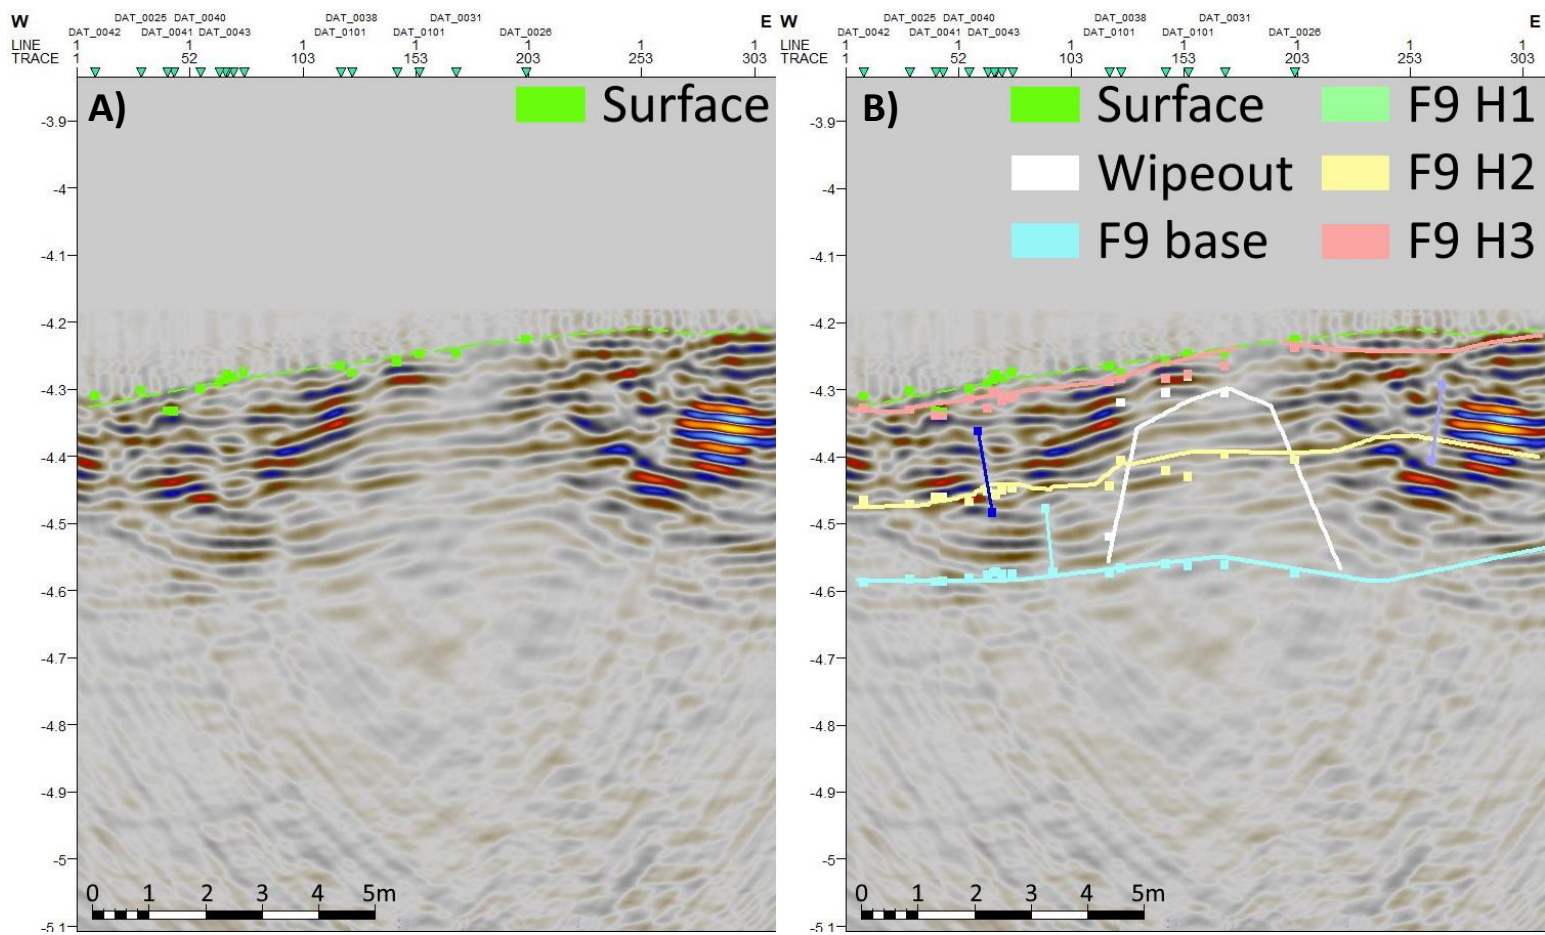 DAT_0025 DAT_0040 DAT_0038 DAT_0031
W E
DAT_0042 DAT_0041 DAT_0043 DAT_0101 DAT_0101 DAT_0026
LINE 1 1 1 1 1 1 1
TRACE 1 52 103 153 203 253 303
A)
Surface
-3.9
-4
-4.1
-4.2
-4.3
-4.4
-4.5
-4.6
-4.7
-4.8
-4.9
-5
-5.1
0 1 2 3 4 5m
DAT_0025 DAT_0040 DAT_0038 DAT_0031
W E
DAT_0042 DAT_0041 DAT_0043 DAT_0101 DAT_0101 DAT_0026
LINE 1 1 1 1 1 1 1
TRACE 1 52 103 153 203 253 303
B)
Surface F9 H1
Wipeout F9 H2
F9 base F9 H3
-3.9
-4
-4.1
-4.2
-4.3
-4.4
-4.5
-4.6
-4.7
-4.8
-4.9
-5
-5.1
0 1 2 3 4 5m